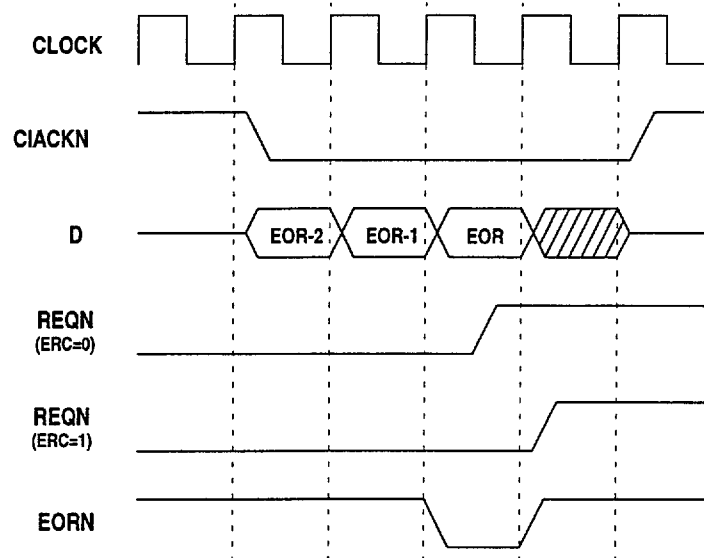 CLOCK
CIACKN
D
EOR-2
EOR-1
EOR
REQN
(ERC=0)
REQN
(ERC=1)
EORN